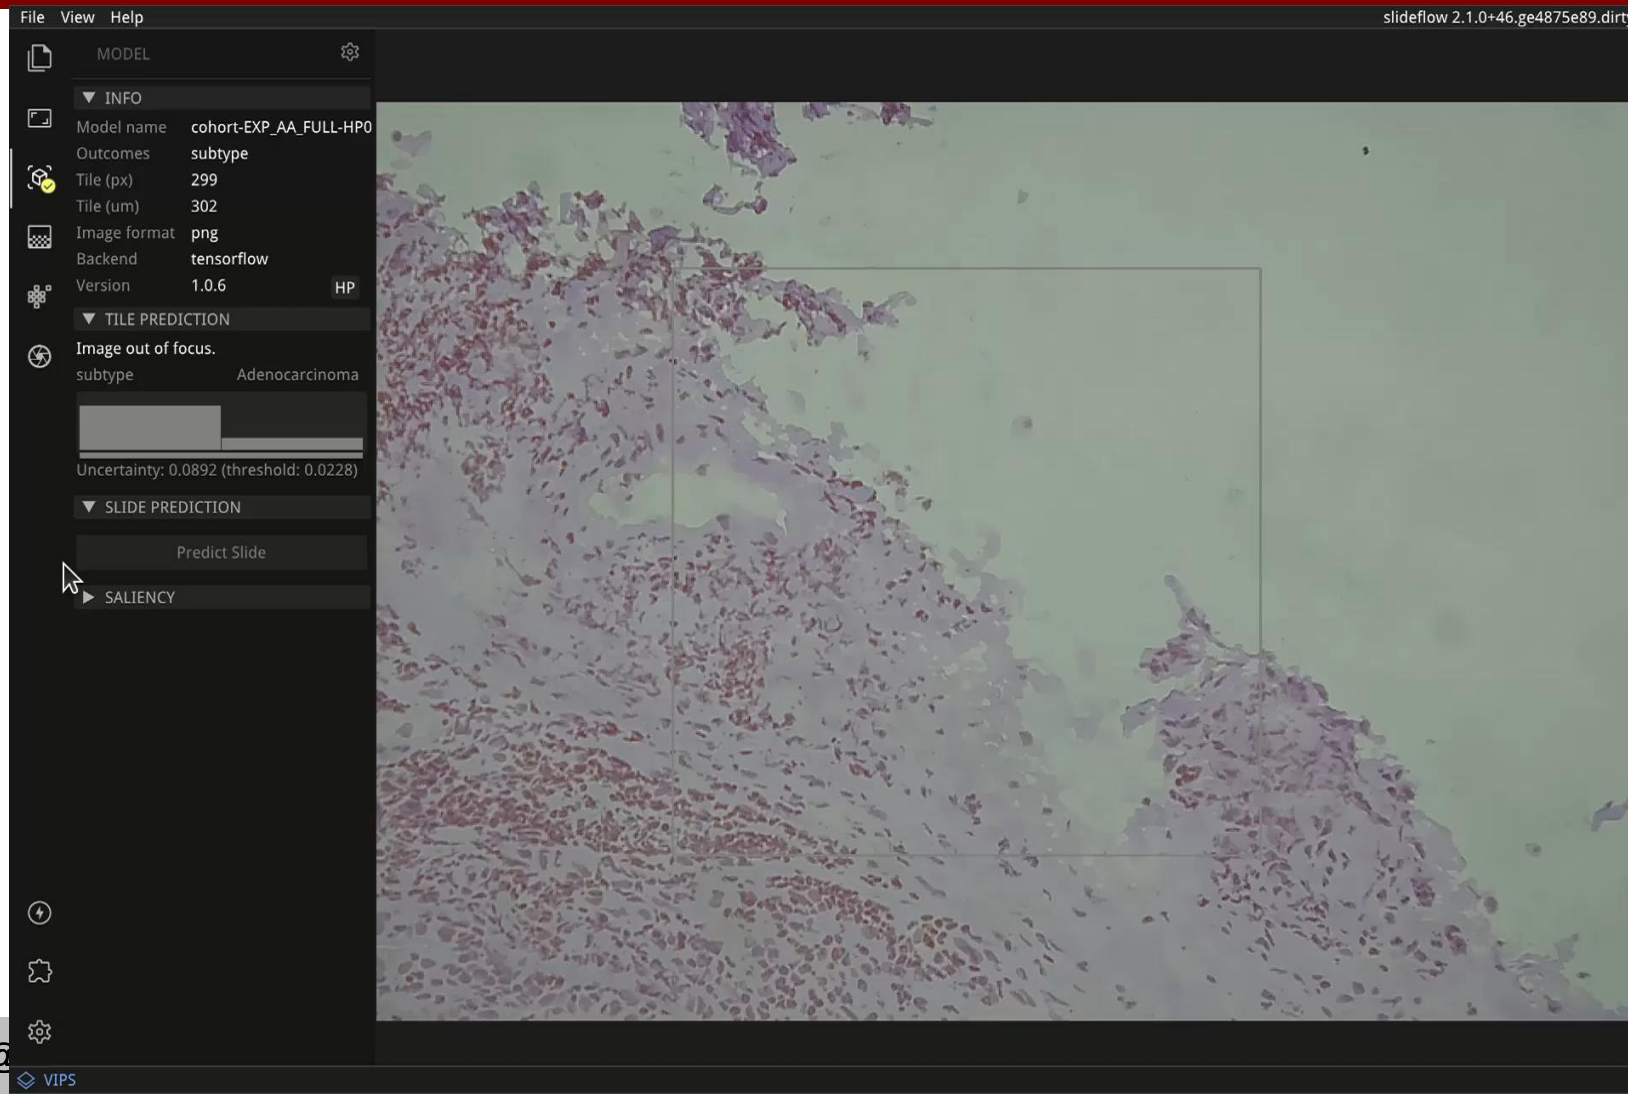 File View Help
slideflow 2.1.0+46.ge4875e89.dirty
MODEL
INFO
Model name cohort-EXP_AA_FULL-HP0
Outcomes subtype
Tile (px) 299
Tile (um) 302
Image format png
Backend tensorflow
Version 1.0.6 HP
TILE PREDICTION
Image out of focus.
subtype Adenocarcinoma
Uncertainty: 0.0892 (threshold: 0.0228)
SLIDE PREDICTION
Predict Slide
SALIENCY
@
VIPS